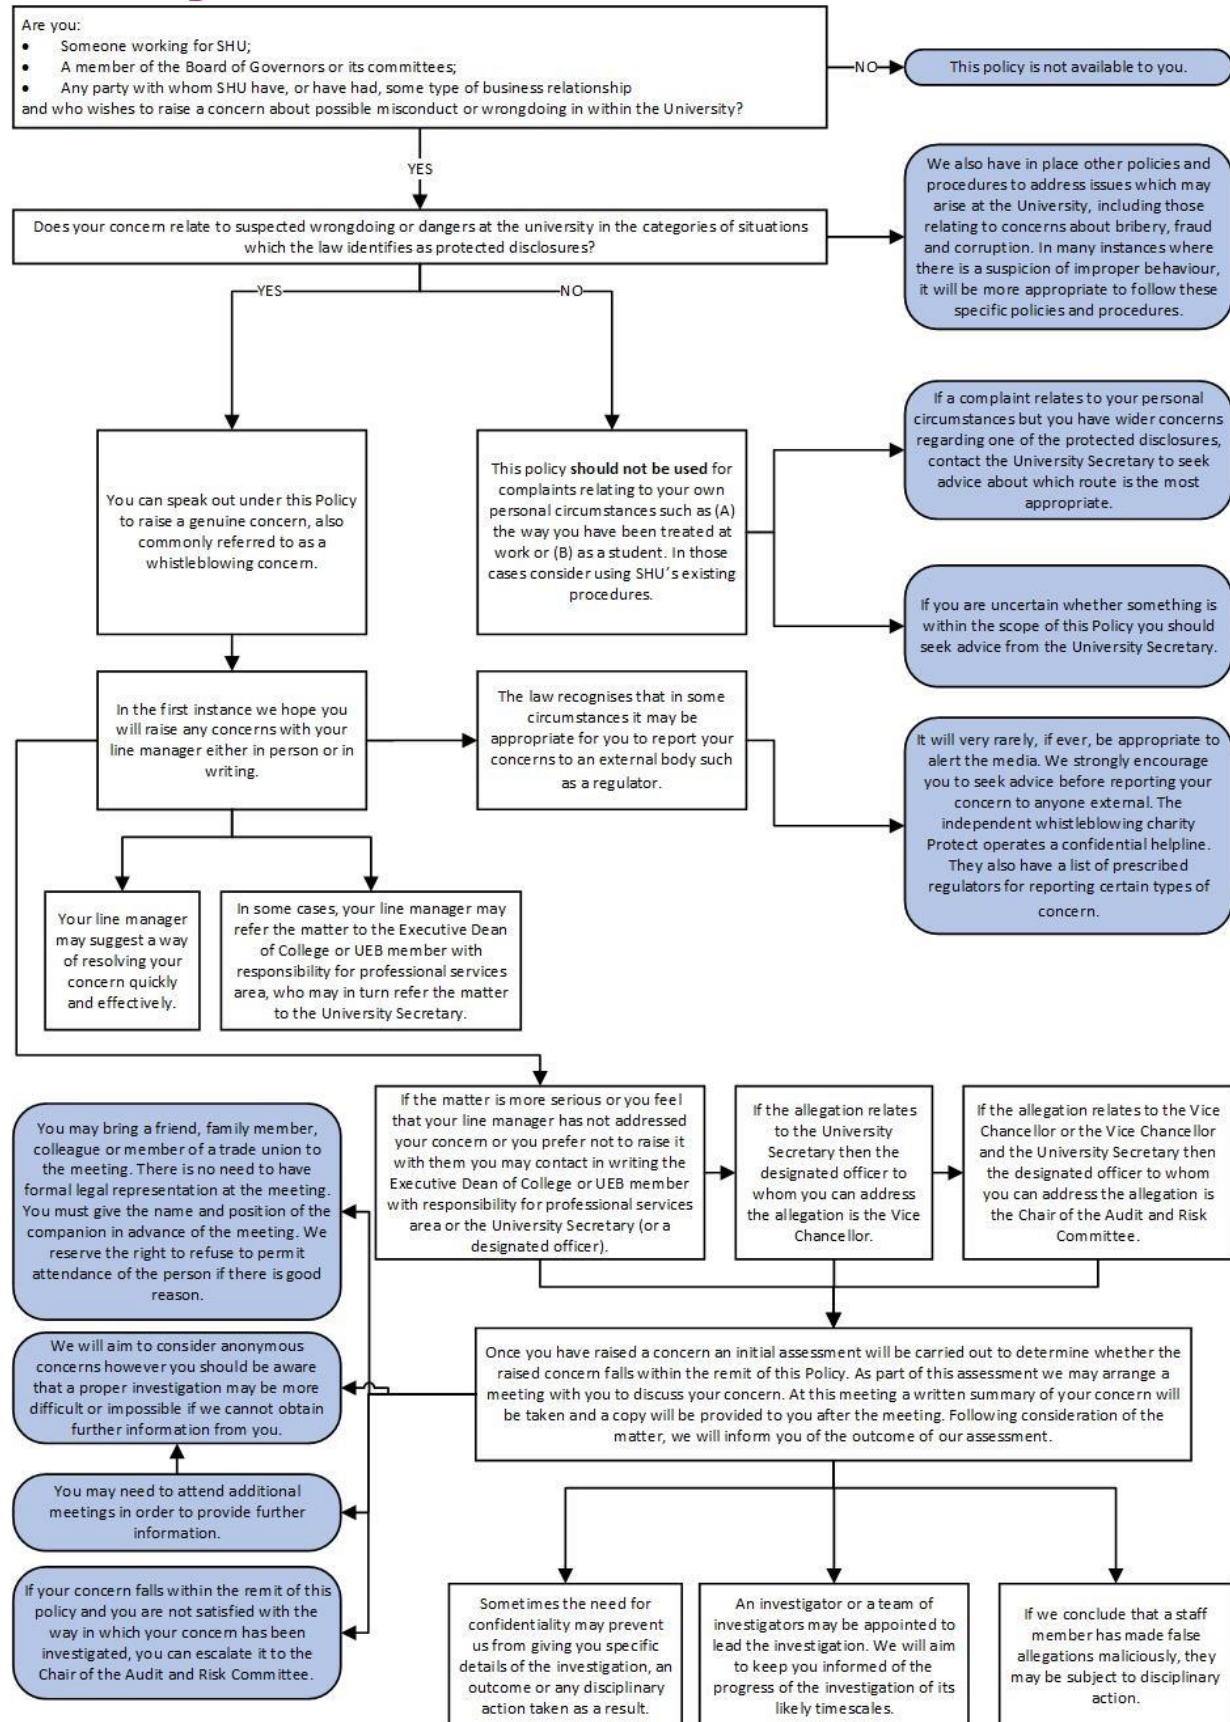 Are you:
• Someone working for SHU;
• A member of the Board of Governors or its committees;
• Any party with whom SHU have, or have had, some type of business relationship
and who wishes to raise a concern about possible misconduct or wrongdoing in within the University?
NO
This policy is not available to you.
YES
We also have in place other policies and
procedures to address issues which may
arise at the University, including those
relating to concerns about bribery, fraud
and corruption. In many instances where
there is a suspicion of improper behaviour,
it will be more appropriate to follow these
specific policies and procedures.
Does your concern relate to suspected wrongdoing or dangers at the university in the categories of situations
which the law identifies as protected disclosures?
YES
NO
You can speak out under this Policy
to raise a genuine concern, also
commonly referred to as a
whistleblowing concern.
This policy should not be used for
complaints relating to your own
personal circumstances such as (A)
the way you have been treated at
work or (B) as a student. In those
cases consider using SHU's existing
procedures.
If a complaint relates to your personal
circumstances but you have wider concerns
regarding one of the protected disclosures,
contact the University Secretary to seek
advice about which route is the most
appropriate.
If you are uncertain whether something is
within the scope of this Policy you should
seek advice from the University Secretary.
In the first instance we hope you
will raise any concerns with your
line manager either in person or in
writing.
The law recognises that in some
circumstances it may be
appropriate for you to report your
concerns to an external body such
as a regulator.
It will very rarely, if ever, be appropriate to
alert the media. We strongly encourage
you to seek advice before reporting your
concern to anyone external. The
independent whistleblowing charity
Protect operates a confidential helpline.
They also have a list of prescribed
regulators for reporting certain types of
concern.
Your line manager
may suggest a way
of resolving your
concern quickly
and effectively.
In some cases, your line manager may
refer the matter to the Executive Dean
of College or UEB member with
responsibility for professional services
area, who may in turn refer the matter
to the University Secretary.
If the matter is more serious or you feel
that your line manager has not addressed
your concern or you prefer not to raise it
with them you may contact in writing the
Executive Dean of College or UEB member
with responsibility for professional services
area or the University Secretary (or a
designated officer).
If the allegation relates
to the University
Secretary then the
designated officer to
whom you can address
the allegation is the Vice
Chancellor.
If the allegation relates to the Vice
Chancellor or the Vice Chancellor
and the University Secretary then
the designated officer to whom
you can address the allegation is
the Chair of the Audit and Risk
Committee.
You may bring a friend, family member,
colleague or member of a trade union to
the meeting. There is no need to have
formal legal representation at the meeting.
You must give the name and position of the
companion in advance of the meeting. We
reserve the right to refuse to permit
attendance of the person if there is good
reason.
We will aim to consider anonymous
concerns however you should be aware
that a proper investigation may be more
difficult or impossible if we cannot obtain
further information from you.
Once you have raised a concern an initial assessment will be carried out to determine whether the
raised concern falls within the remit of this Policy. As part of this assessment we may arrange a
meeting with you to discuss your concern. At this meeting a written summary of your concern will
be taken and a copy will be provided to you after the meeting. Following consideration of the
matter, we will inform you of the outcome of our assessment.
You may need to attend additional
meetings in order to provide further
information.
If your concern falls within the remit of this
policy and you are not satisfied with the
way in which your concern has been
investigated, you can escalate it to the
Chair of the Audit and Risk Committee.
Sometimes the need for
confidentiality may prevent
us from giving you specific
details of the investigation, an
outcome or any disciplinary
action taken as a result.
An investigator or a team of
investigators may be appointed to
lead the investigation. We will aim
to keep you informed of the
progress of the investigation of its
likely timescales.
If we conclude that a staff
member has made false
allegations maliciously, they
may be subject to disciplinary
action.